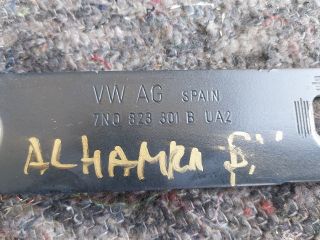 VW AG SPAIN
7N0 823 301 B UA2
ALHAMRA